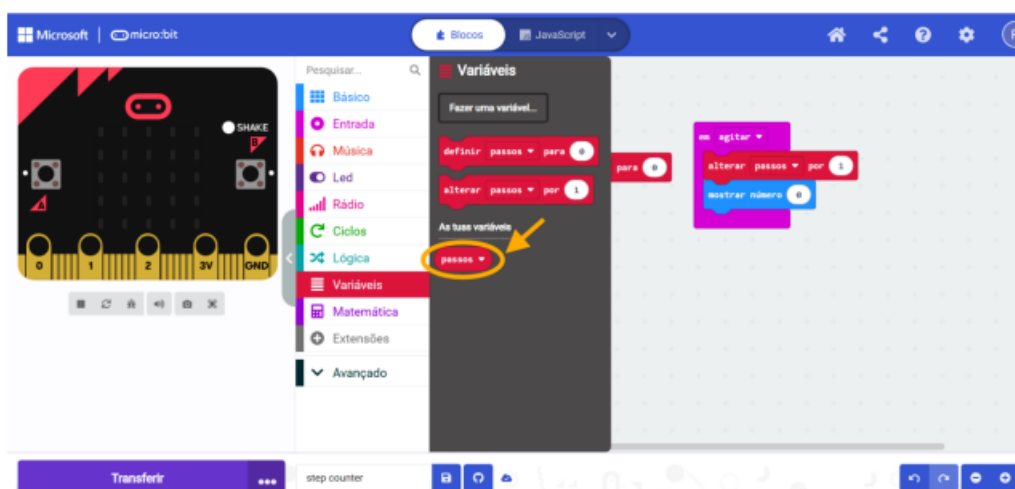 Microsoft | micro:bit
Blocos
JavaScript
SHAKE
B
A
0 1 2 3V GND
Pesquisar...
Básico
Entrada
Música
Led
Rádio
Ciclos
Lógica
Variáveis
Matemática
Extensões
Avançado
Variáveis
Fazer uma variável...
definir passos para 0
alterar passos por 1
As tuas variáveis
passos
para 0
em agitar
alterar passos por 1
mostrar número 0
Transferir
step counter